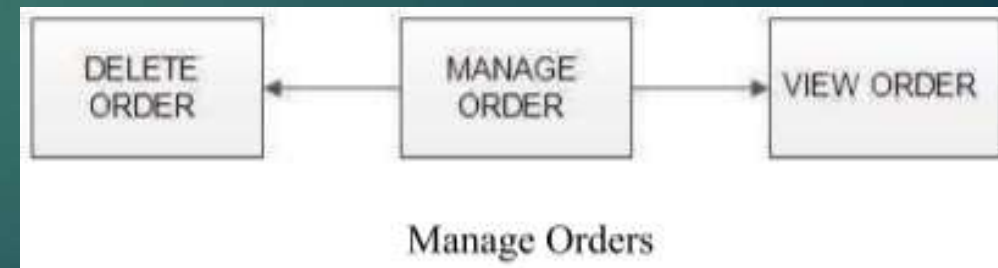 DELETE
ORDER
MANAGE
ORDER
VIEW ORDER
Manage Orders